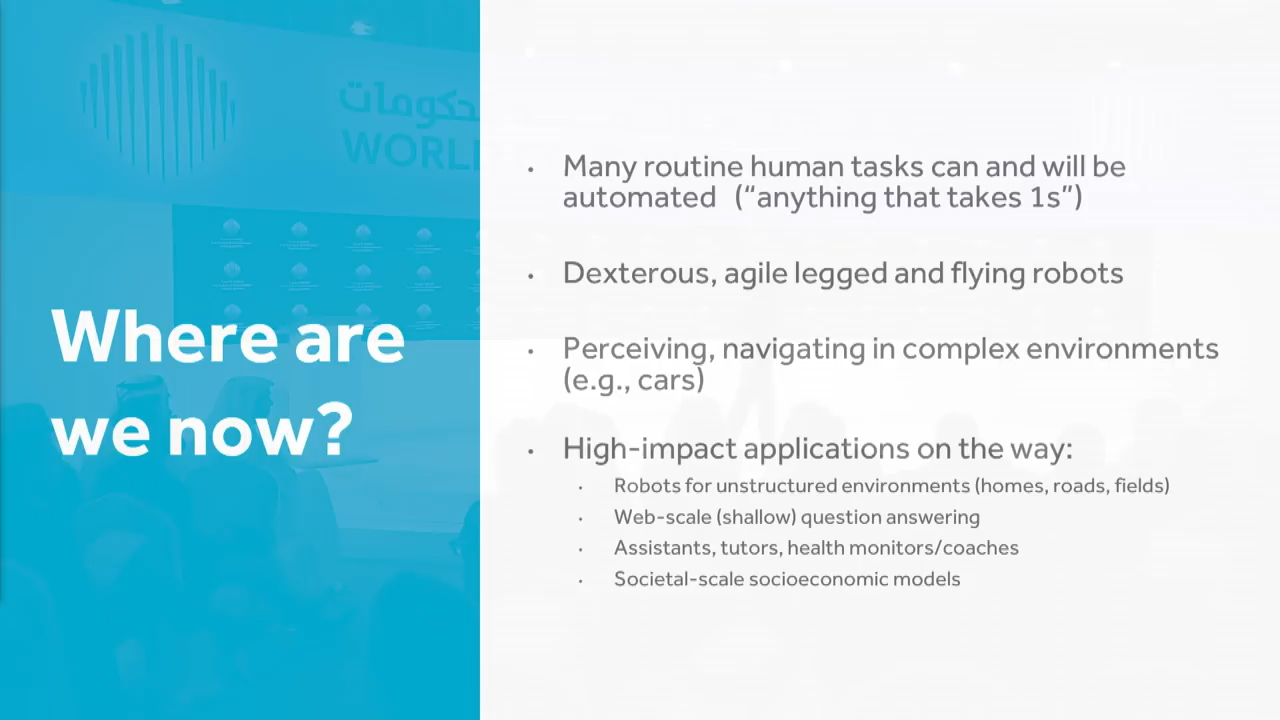 حكومات
WORL
Where are
we now?
• Many routine human tasks can and will be
automated (“anything that takes 1s”)
• Dexterous, agile legged and flying robots
• Perceiving, navigating in complex environments
(e.g., cars)
• High-impact applications on the way:
• Robots for unstructured environments (homes, roads, fields)
• Web-scale (shallow) question answering
• Assistants, tutors, health monitors/coaches
• Societal-scale socioeconomic models